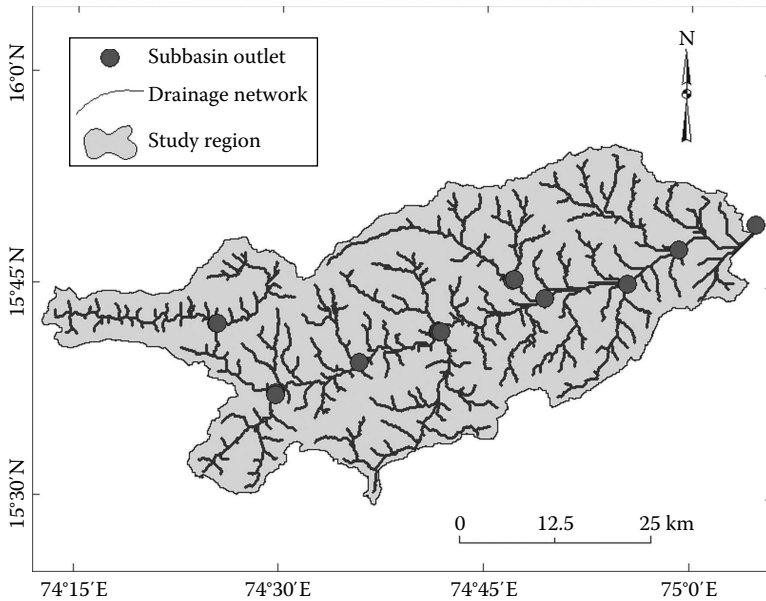 Subbasin outlet
Drainage network
Study region
N
16°0´N
15°45´N
15°30´N
0 12.5 25 km
74°15´E 74°30´E 74°45´E 75°0´E